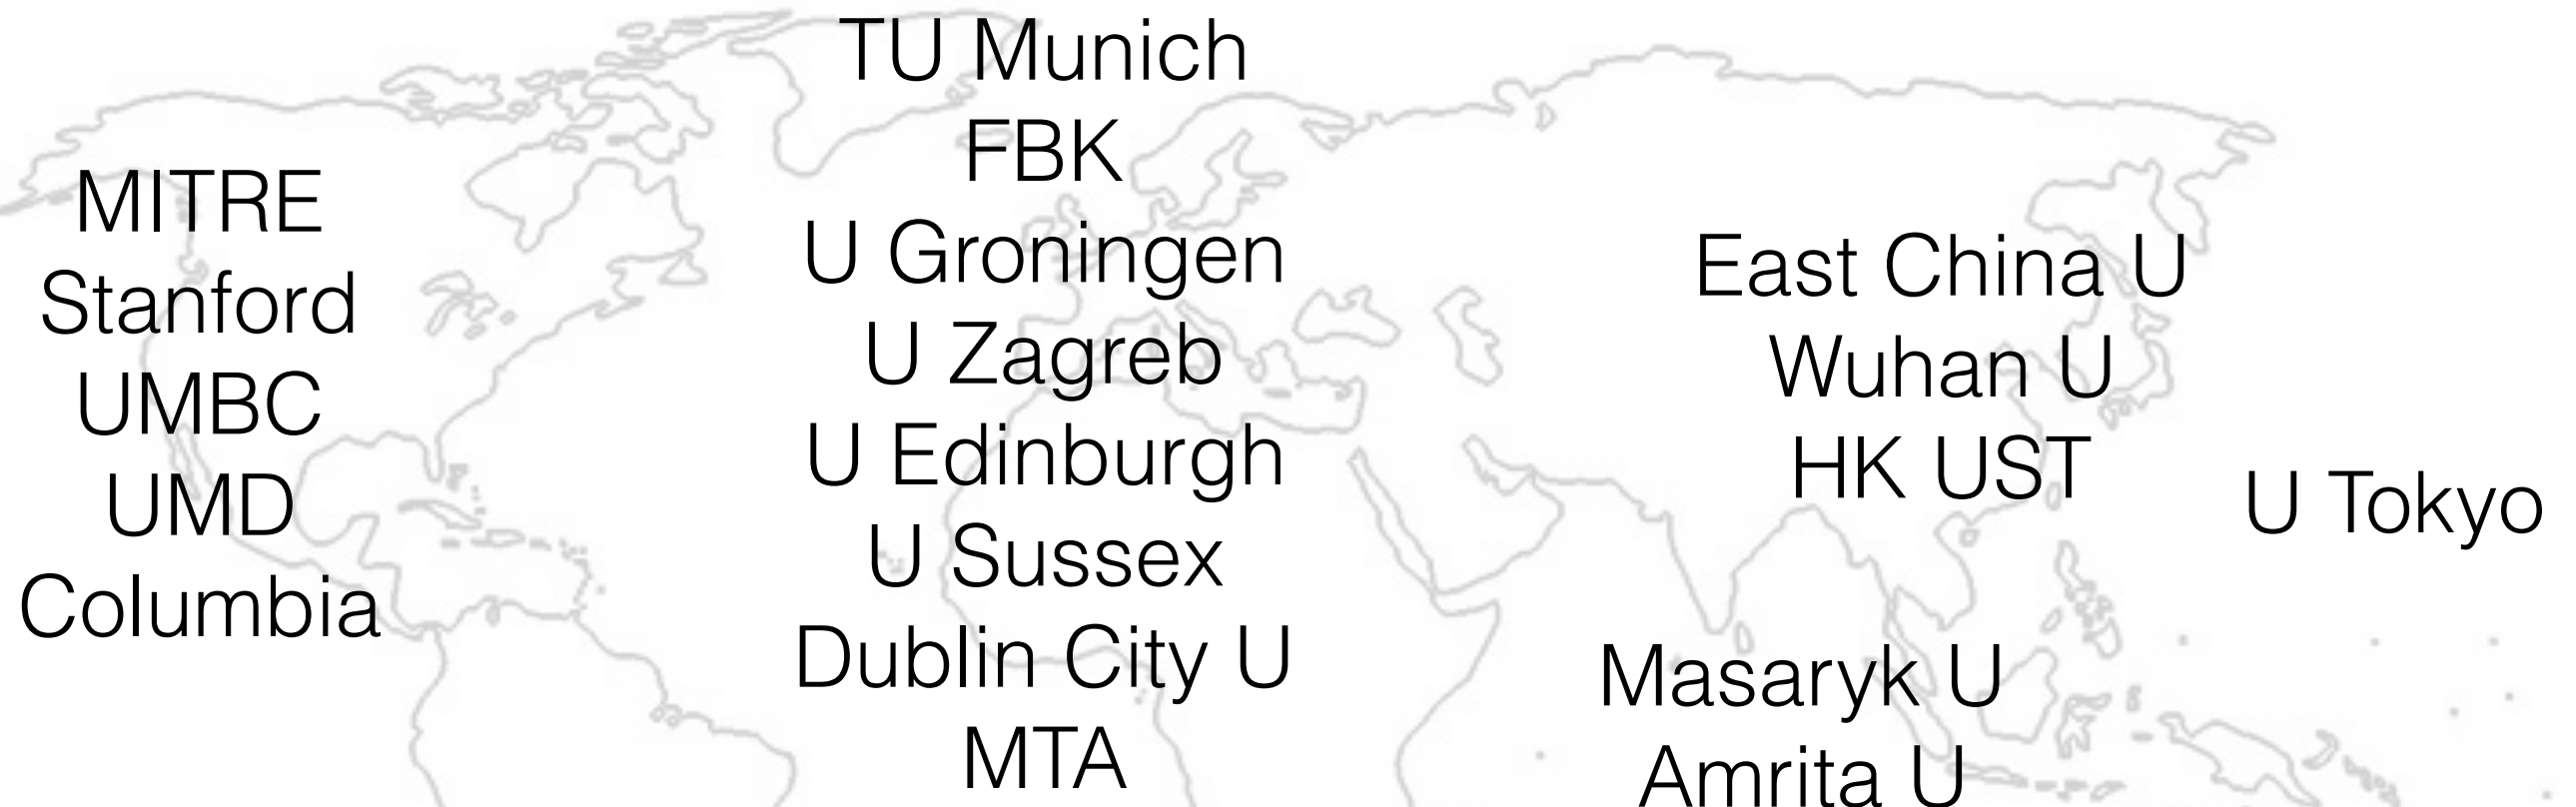 MITRE
Stanford
UMBC
UMD
Columbia
TU Munich
FBK
U Groningen
U Zagreb
U Edinburgh
U Sussex
Dublin City U
MTA
East China U
Wuhan U
HK UST
Masaryk U
Amrita U
U Tokyo